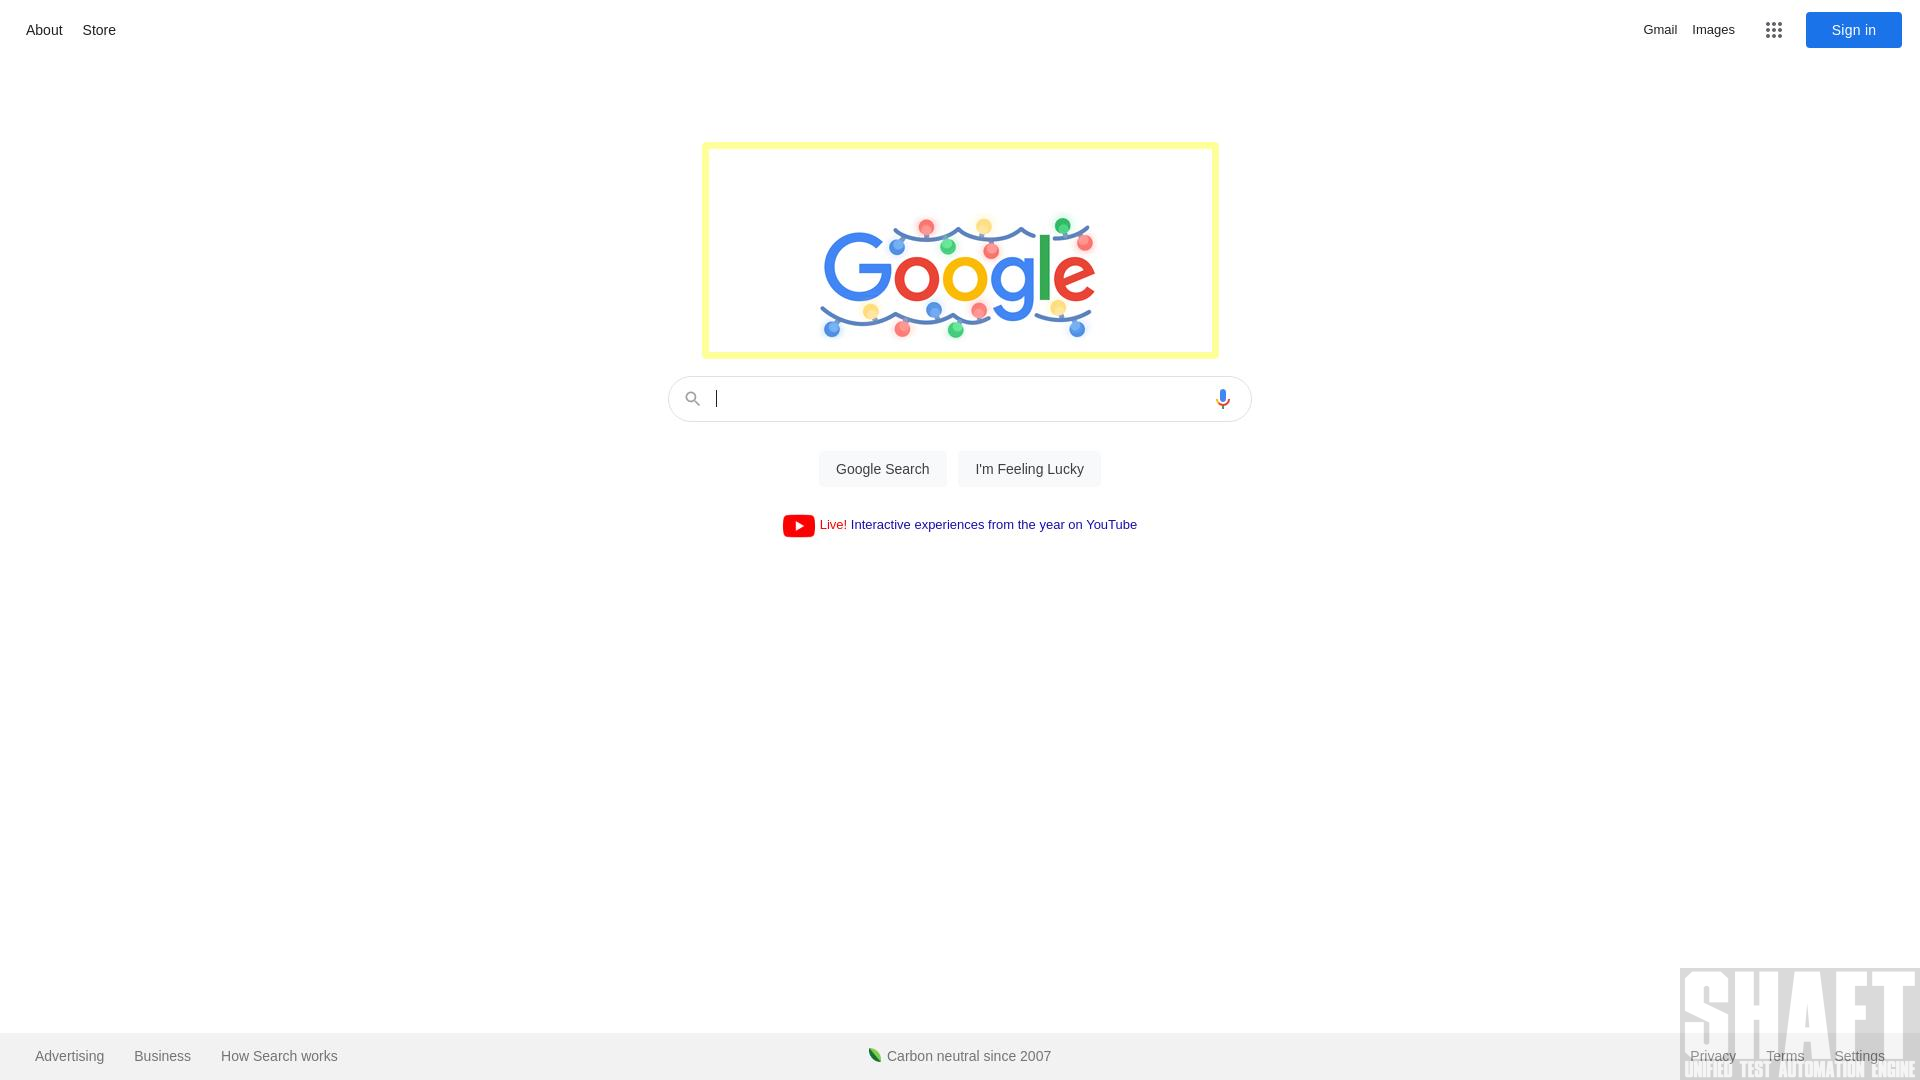 About Store
Gmail Images Sign in
Google
Google Search I'm Feeling Lucky
Live! Interactive experiences from the year on YouTube
SHAFT
Advertising Business How Search works Carbon neutral since 2007 Privacy Terms Settings
UNIFIED TEST AUTOMATION ENGINE